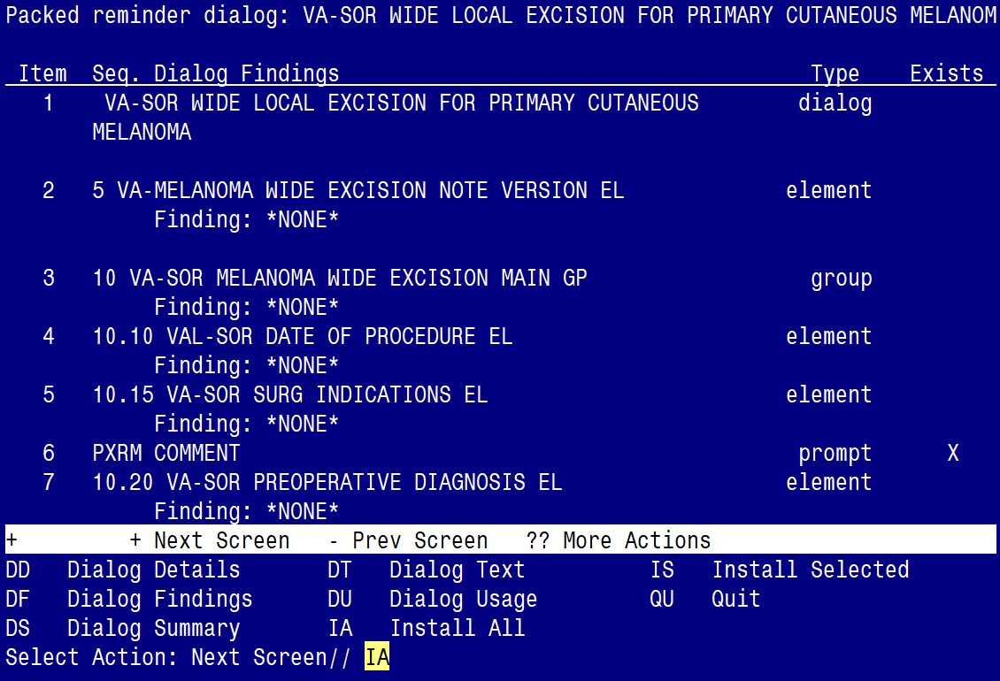 Packed reminder dialog: VA-SOR WIDE LOCAL EXCISION FOR PRIMARY CUTANEOUS MELANOM
Item Seq. Dialog Findings Type Exists
1 VA-SOR WIDE LOCAL EXCISION FOR PRIMARY CUTANEOUS dialog
MELANOMA
2 5 VA-MELANOMA WIDE EXCISION NOTE VERSION EL element
Finding: *NONE*
3 10 VA-SOR MELANOMA WIDE EXCISION MAIN GP group
Finding: *NONE*
4 10.10 VAL-SOR DATE OF PROCEDURE EL element
Finding: *NONE*
5 10.15 VA-SOR SURG INDICATIONS EL element
Finding: *NONE*
6 PXRM COMMENT prompt X
7 10.20 VA-SOR PREOPERATIVE DIAGNOSIS EL element
Finding: *NONE*
+ + Next Screen - Prev Screen ?? More Actions
DD Dialog Details DT Dialog Text IS Install Selected
DF Dialog Findings DU Dialog Usage QU Quit
DS Dialog Summary IA Install All
Select Action: Next Screen// IA